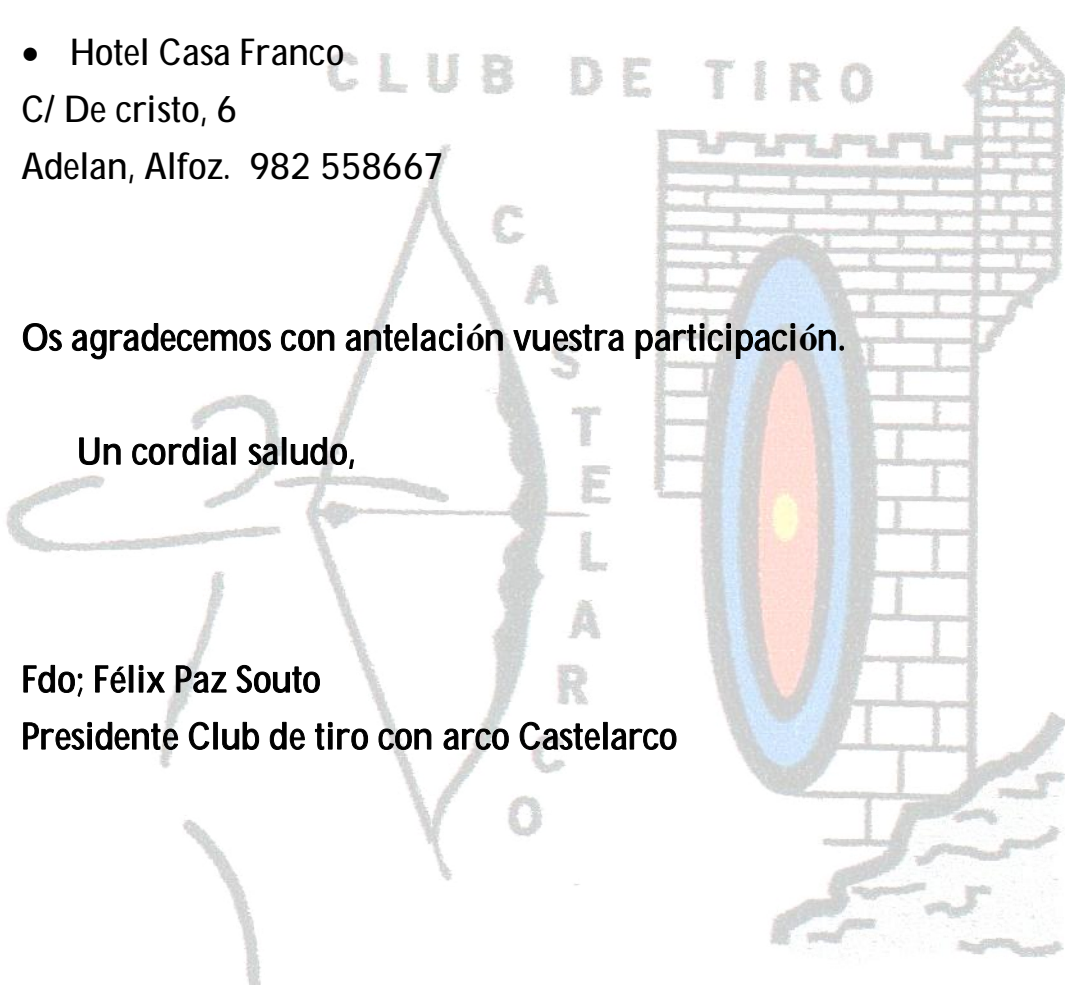 • Hotel Casa Franco
C/ De cristo, 6
Adelan, Alfoz.  982 558667
Os agradecemos con antelación vuestra participación.
Un cordial saludo,
Fdo; Félix Paz Souto
Presidente Club de tiro con arco Castelarco
CLUB DE TIRO
CASTELARCO